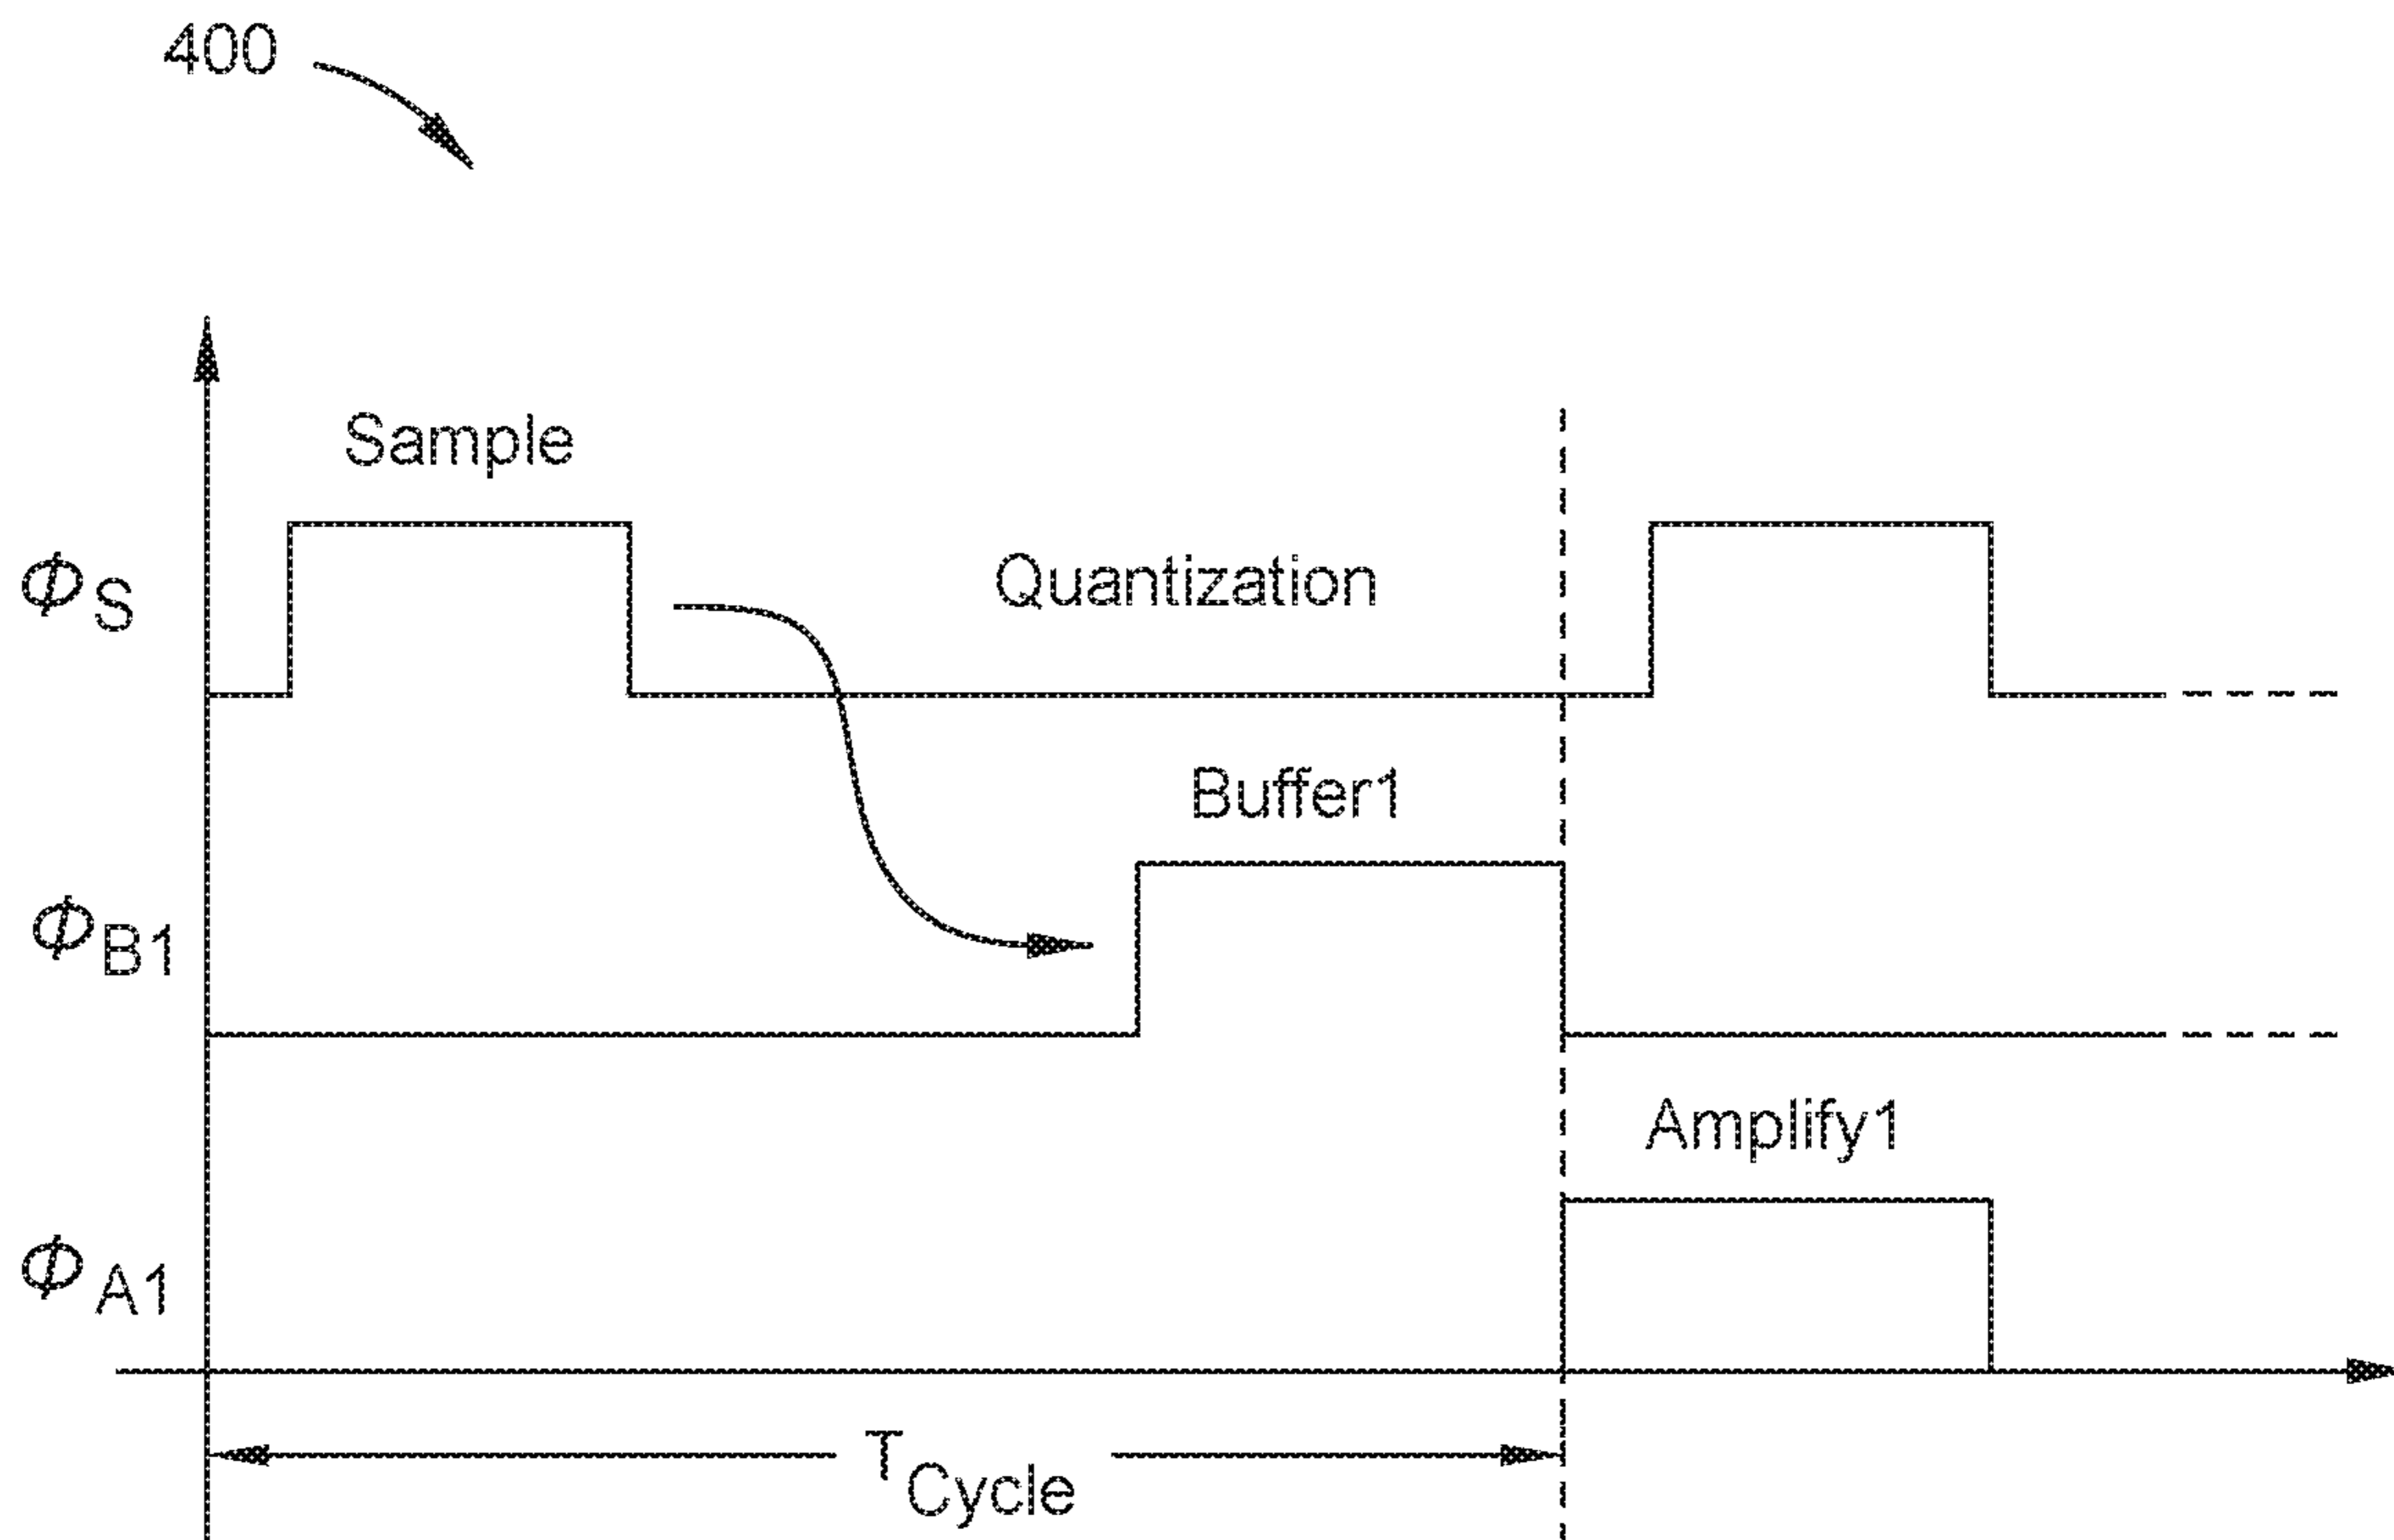 400
Sample
ΦS
Quantization
Buffer1
ΦB1
Amplify1
ΦA1
TCycle